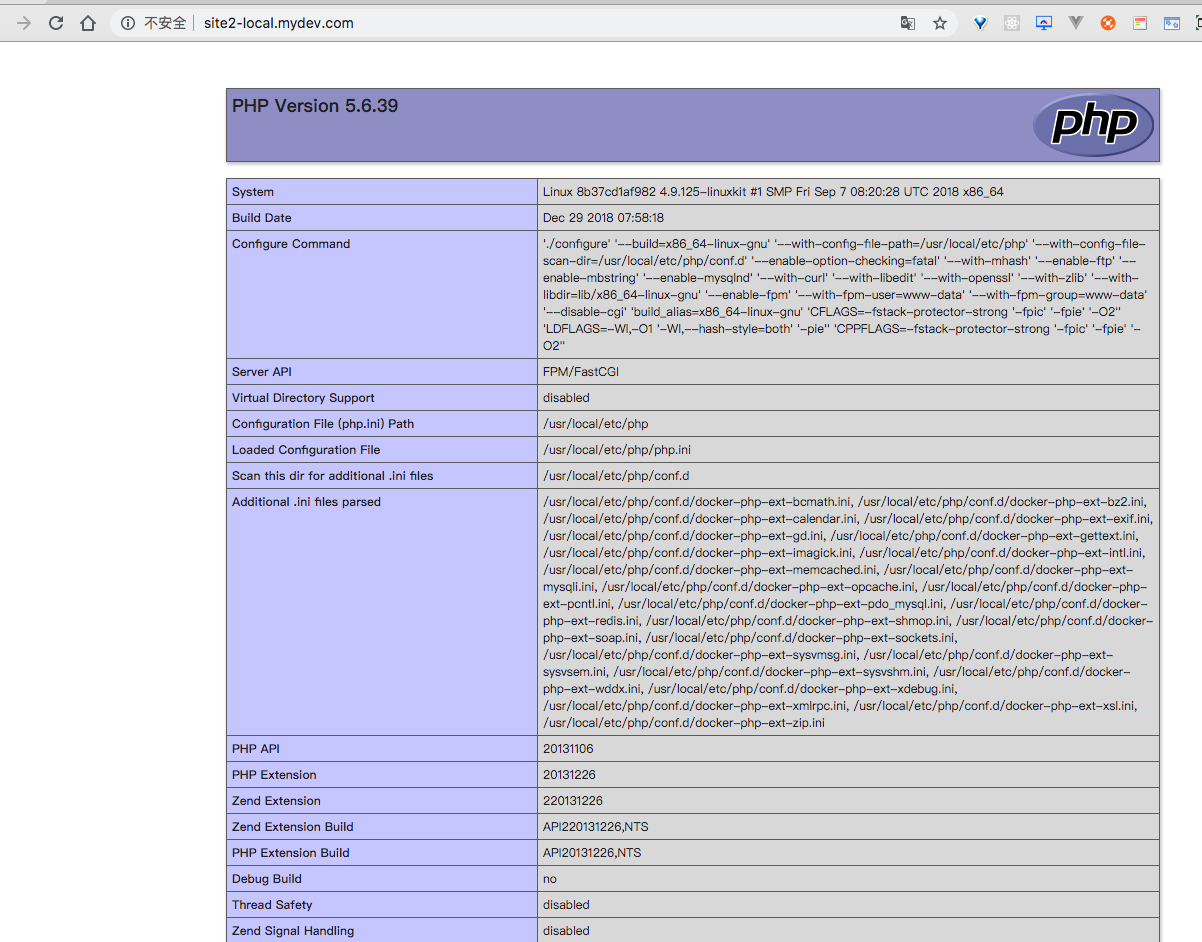 不安全 site2-local.mydev.com
PHP Version 5.6.39
php
System Linux 8b37cd1af982 4.9.125-linuxkit #1 SMP Fri Sep 7 08:20:28 UTC 2018 x86_64
Build Date Dec 29 2018 07:58:18
Configure Command './configure' '--build=x86_64-linux-gnu' '--with-config-file-path=/usr/local/etc/php' '--with-config-file-
scan-dir=/usr/local/etc/php/conf.d' '--enable-option-checking=fatal' '--with-mhash' '--enable-ftp' '--
enable-mbstring' '--enable-mysqlnd' '--with-curl' '--with-libedit' '--with-openssl' '--with-zlib' '--with-
libdir=lib/x86_64-linux-gnu' '--enable-fpm' '--with-fpm-user=www-data' '--with-fpm-group=www-data'
'--disable-cgi' 'build_alias=x86_64-linux-gnu' 'CFLAGS=-fstack-protector-strong '-fpic' '-fpie' '-O2''
'LDFLAGS=-Wl,-O1 '-Wl,--hash-style=both' '-pie'' 'CPPFLAGS=-fstack-protector-strong '-fpic' '-fpie' '-
O2''
Server API FPM/FastCGI
Virtual Directory Support disabled
Configuration File (php.ini) Path /usr/local/etc/php
Loaded Configuration File /usr/local/etc/php/php.ini
Scan this dir for additional .ini files /usr/local/etc/php/conf.d
Additional .ini files parsed /usr/local/etc/php/conf.d/docker-php-ext-bcmath.ini, /usr/local/etc/php/conf.d/docker-php-ext-bz2.ini,
/usr/local/etc/php/conf.d/docker-php-ext-calendar.ini, /usr/local/etc/php/conf.d/docker-php-ext-exif.ini,
/usr/local/etc/php/conf.d/docker-php-ext-gd.ini, /usr/local/etc/php/conf.d/docker-php-ext-gettext.ini,
/usr/local/etc/php/conf.d/docker-php-ext-imagick.ini, /usr/local/etc/php/conf.d/docker-php-ext-intl.ini,
/usr/local/etc/php/conf.d/docker-php-ext-memcached.ini, /usr/local/etc/php/conf.d/docker-php-ext-
mysqli.ini, /usr/local/etc/php/conf.d/docker-php-ext-opcache.ini, /usr/local/etc/php/conf.d/docker-php-
ext-pcntl.ini, /usr/local/etc/php/conf.d/docker-php-ext-pdo_mysql.ini, /usr/local/etc/php/conf.d/docker-
php-ext-redis.ini, /usr/local/etc/php/conf.d/docker-php-ext-shmop.ini, /usr/local/etc/php/conf.d/docker-
php-ext-soap.ini, /usr/local/etc/php/conf.d/docker-php-ext-sockets.ini,
/usr/local/etc/php/conf.d/docker-php-ext-sysvmsg.ini, /usr/local/etc/php/conf.d/docker-php-ext-
sysvsem.ini, /usr/local/etc/php/conf.d/docker-php-ext-sysvshm.ini, /usr/local/etc/php/conf.d/docker-
php-ext-wddx.ini, /usr/local/etc/php/conf.d/docker-php-ext-xdebug.ini,
/usr/local/etc/php/conf.d/docker-php-ext-xmlrpc.ini, /usr/local/etc/php/conf.d/docker-php-ext-xsl.ini,
/usr/local/etc/php/conf.d/docker-php-ext-zip.ini
PHP API 20131106
PHP Extension 20131226
Zend Extension 220131226
Zend Extension Build API220131226,NTS
PHP Extension Build API20131226,NTS
Debug Build no
Thread Safety disabled
Zend Signal Handling disabled